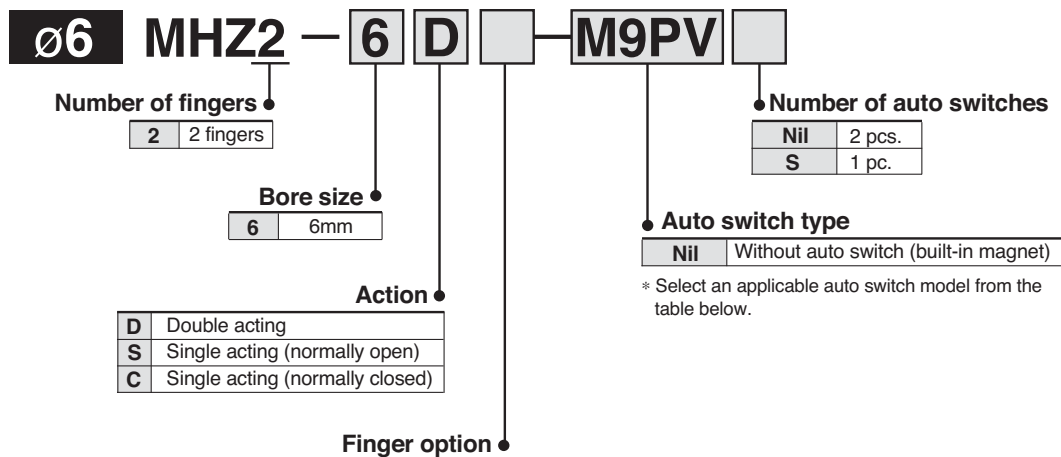 ø6 MHZ2 — 6 D — M9PV
Number of fingers
2 2 fingers
Bore size
6 6mm
Action
D Double acting
S Single acting (normally open)
C Single acting (normally closed)
Finger option
Number of auto switches
Nil 2 pcs.
S 1 pc.
Auto switch type
Nil Without auto switch (built-in magnet)
∗ Select an applicable auto switch model from the
table below.